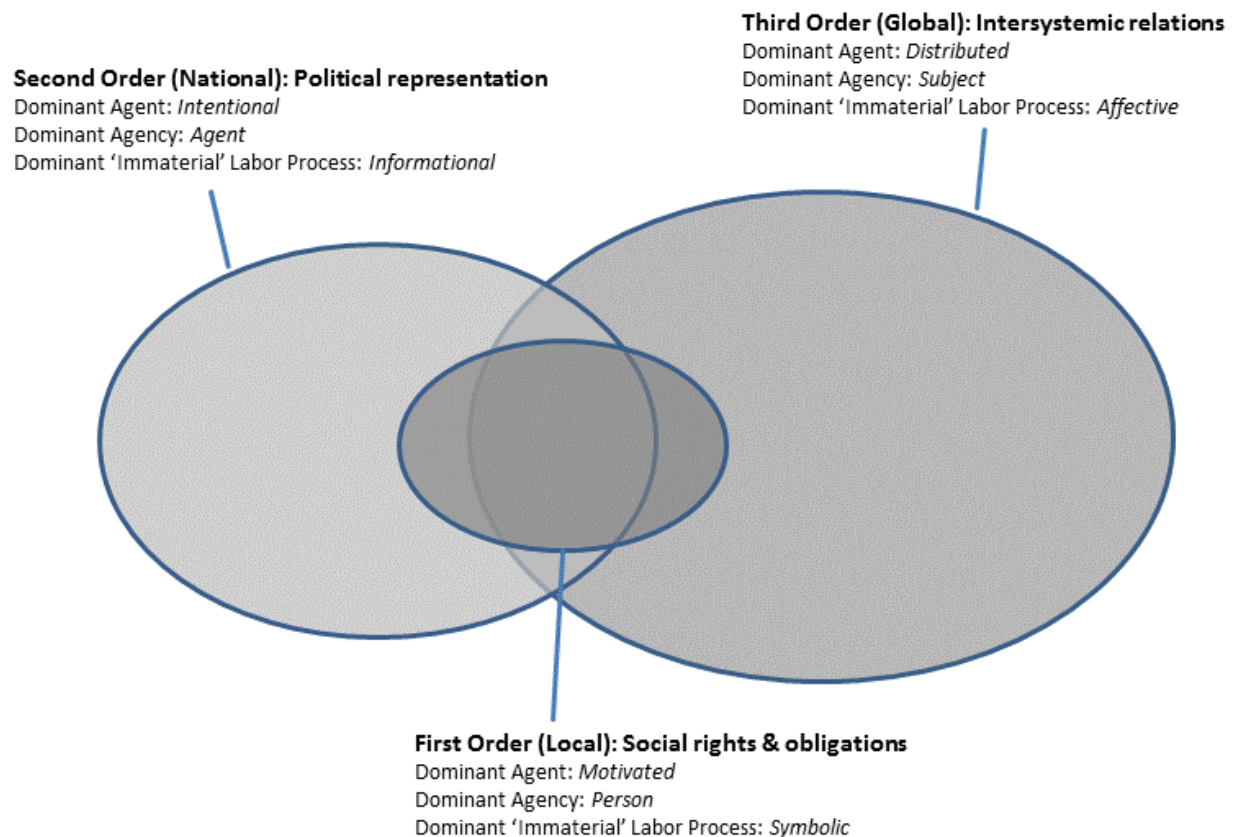 Third Order (Global): Intersystemic relations
Dominant Agent: Distributed
Dominant Agency: Subject
Dominant ‘Immaterial’ Labor Process: Affective
Second Order (National): Political representation
Dominant Agent: Intentional
Dominant Agency: Agent
Dominant ‘Immaterial’ Labor Process: Informational
First Order (Local): Social rights & obligations
Dominant Agent: Motivated
Dominant Agency: Person
Dominant ‘Immaterial’ Labor Process: Symbolic